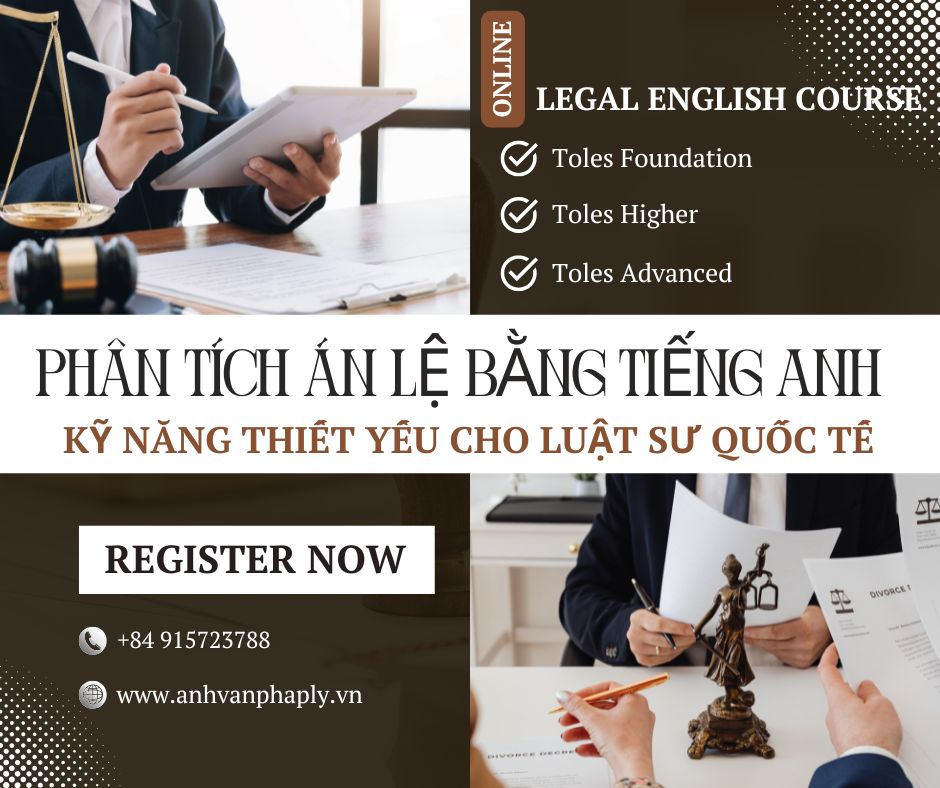 ONLINE
LEGAL ENGLISH COURSE
Toles Foundation
Toles Higher
Toles Advanced
PHÂN TÍCH ÁN LỆ BẰNG TIẾNG ANH
KỸ NĂNG THIẾT YẾU CHO LUẬT SƯ QUỐC TẾ
REGISTER NOW
+84 915723788
www.anhvanphaply.vn
DIVORCE D
DIVORCE DECRE